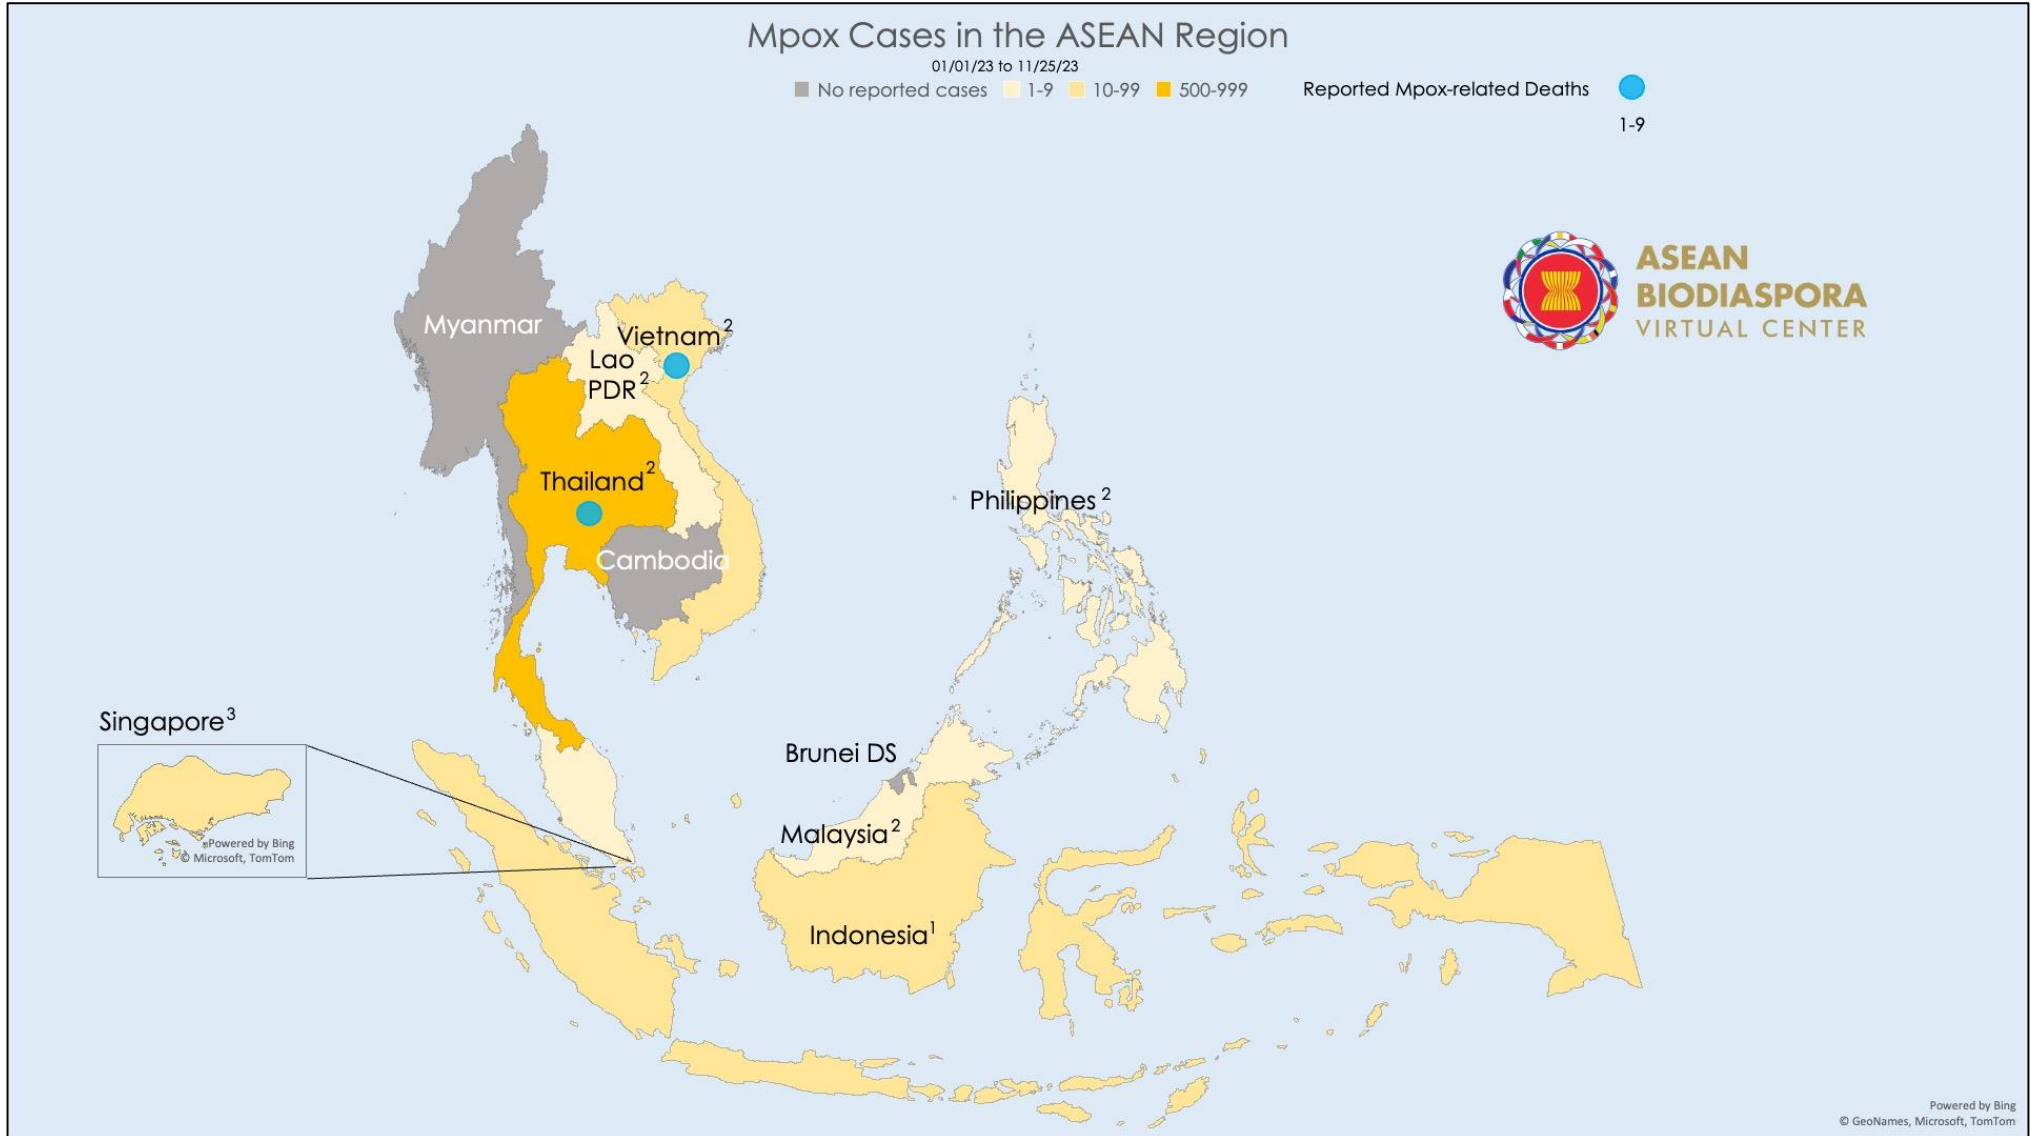 Mpox Cases in the ASEAN Region
01/01/23 to 11/25/23
No reported cases 1-9 10-99 500-999
Reported Mpox-related Deaths
1-9
ASEAN
BIODIASPORA
VIRTUAL CENTER
Myanmar
Vietnam²
Lao
PDR²
Thailand²
Philippines²
Cambodia
Singapore³
Powered by Bing
© Microsoft, TomTom
Brunei DS
Malaysia²
Indonesia¹
Powered by Bing
© GeoNames, Microsoft, TomTom